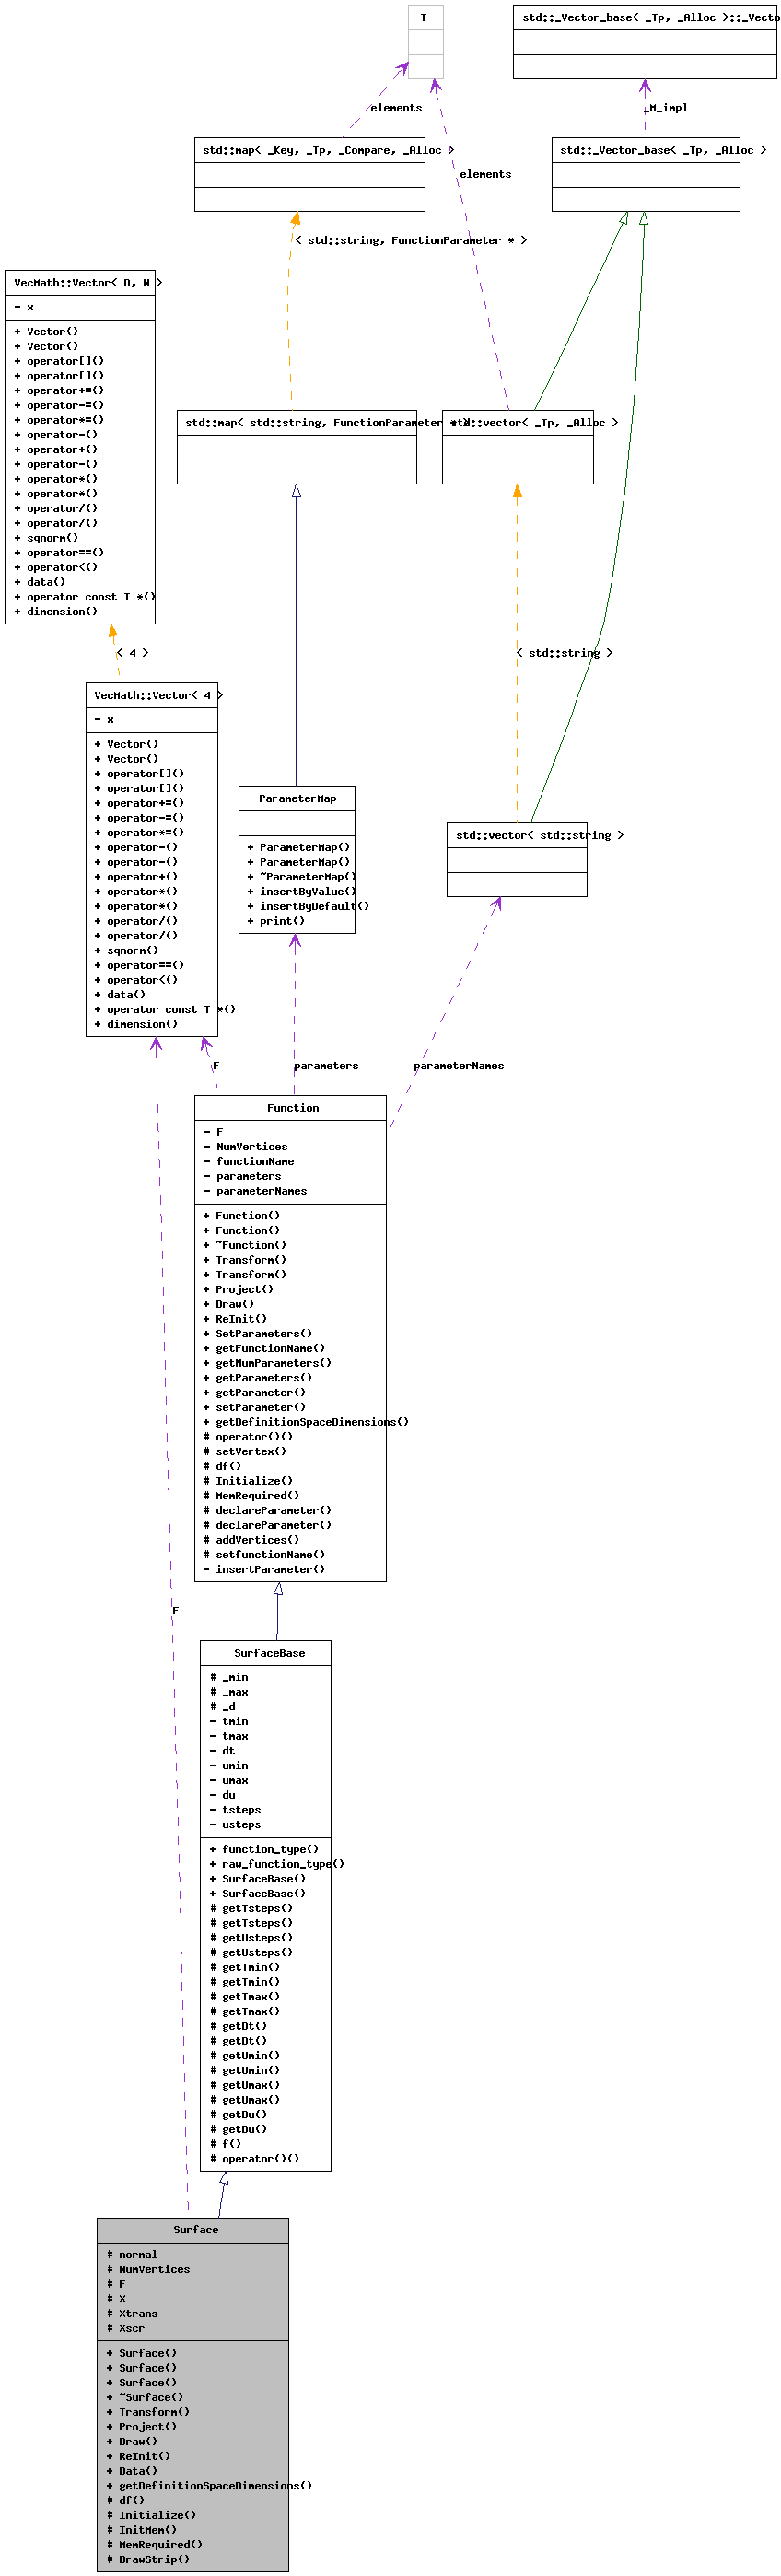 T
std::_Vector_base< _Tp, _Alloc >::_Vecto
elements
_M_impl
std::map< _Key, _Tp, _Compare, _Alloc >
std::_Vector_base< _Tp, _Alloc >
elements
< std::string, FunctionParameter * >
VecMath::Vector< D, N >
- x
+ Vector()
+ Vector()
+ operator[]()
+ operator[]()
+ operator+=()
+ operator-=()
+ operator*=()
+ operator-()
+ operator+()
+ operator-()
+ operator*()
+ operator*()
+ operator/()
+ operator/()
+ sqnorm()
+ operator==()
+ operator<()
+ data()
+ operator const T *()
+ dimension()
std::map< std::string, FunctionParameter * >
std::vector< _Tp, _Alloc >
< 4 >
< std::string >
VecMath::Vector< 4 >
- x
+ Vector()
+ Vector()
+ operator[]()
+ operator[]()
+ operator+=()
+ operator-=()
+ operator*=()
+ operator-()
+ operator-()
+ operator+()
+ operator*()
+ operator*()
+ operator/()
+ operator/()
+ sqnorm()
+ operator==()
+ operator<()
+ data()
+ operator const T *()
+ dimension()
ParameterMap
+ ParameterMap()
+ ParameterMap()
+ ~ParameterMap()
+ insertByValue()
+ insertByDefault()
+ print()
std::vector< std::string >
F
parameters
parameterNames
Function
- F
- NumVertices
- functionName
- parameters
- parameterNames
+ Function()
+ Function()
+ ~Function()
+ Transform()
+ Transform()
+ Project()
+ Draw()
+ ReInit()
+ SetParameters()
+ getFunctionName()
+ getNumParameters()
+ getParameters()
+ getParameter()
+ setParameter()
+ getDefinitionSpaceDimensions()
# operator()()
# setVertex()
# df()
# Initialize()
# MemRequired()
# declareParameter()
# declareParameter()
# addVertices()
# setfunctionName()
- insertParameter()
F
SurfaceBase
# _min
# _max
# _d
- tmin
- tmax
- dt
- umin
- umax
- du
- tsteps
- usteps
+ function_type()
+ raw_function_type()
+ SurfaceBase()
+ SurfaceBase()
# getTsteps()
# getTsteps()
# getUsteps()
# getUsteps()
# getTmin()
# getTmin()
# getTmax()
# getTmax()
# getDt()
# getDt()
# getUmin()
# getUmin()
# getUmax()
# getUmax()
# getDu()
# getDu()
# f()
# operator()()
Surface
# normal
# NumVertices
# F
# X
# Xtrans
# Xscr
+ Surface()
+ Surface()
+ Surface()
+ ~Surface()
+ Transform()
+ Project()
+ Draw()
+ ReInit()
+ Data()
+ getDefinitionSpaceDimensions()
# df()
# Initialize()
# InitMem()
# MemRequired()
# DrawStrip()